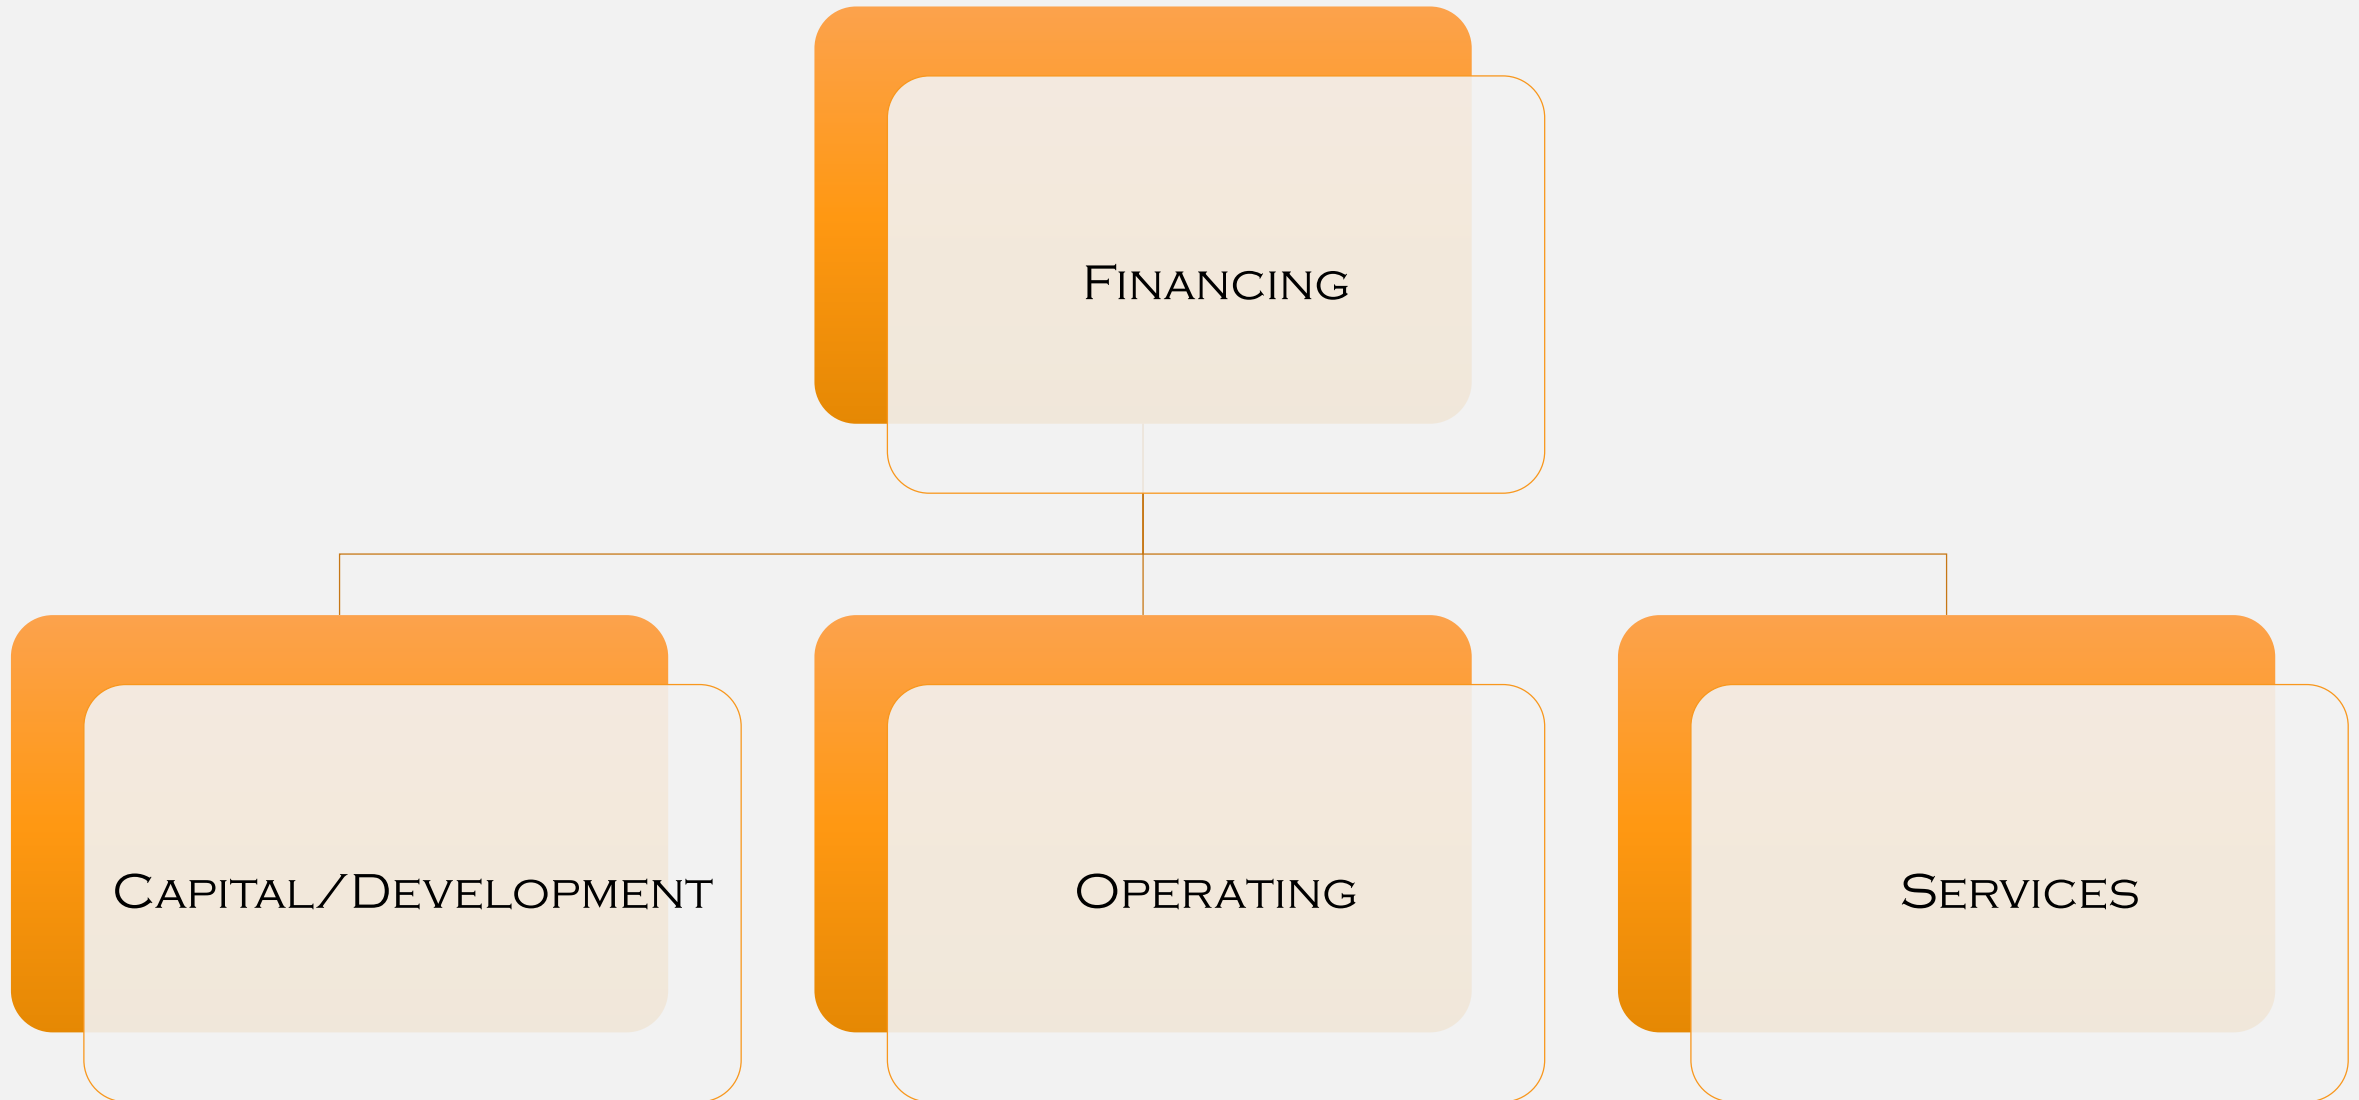 Financing
Capital/Development
Operating
Services